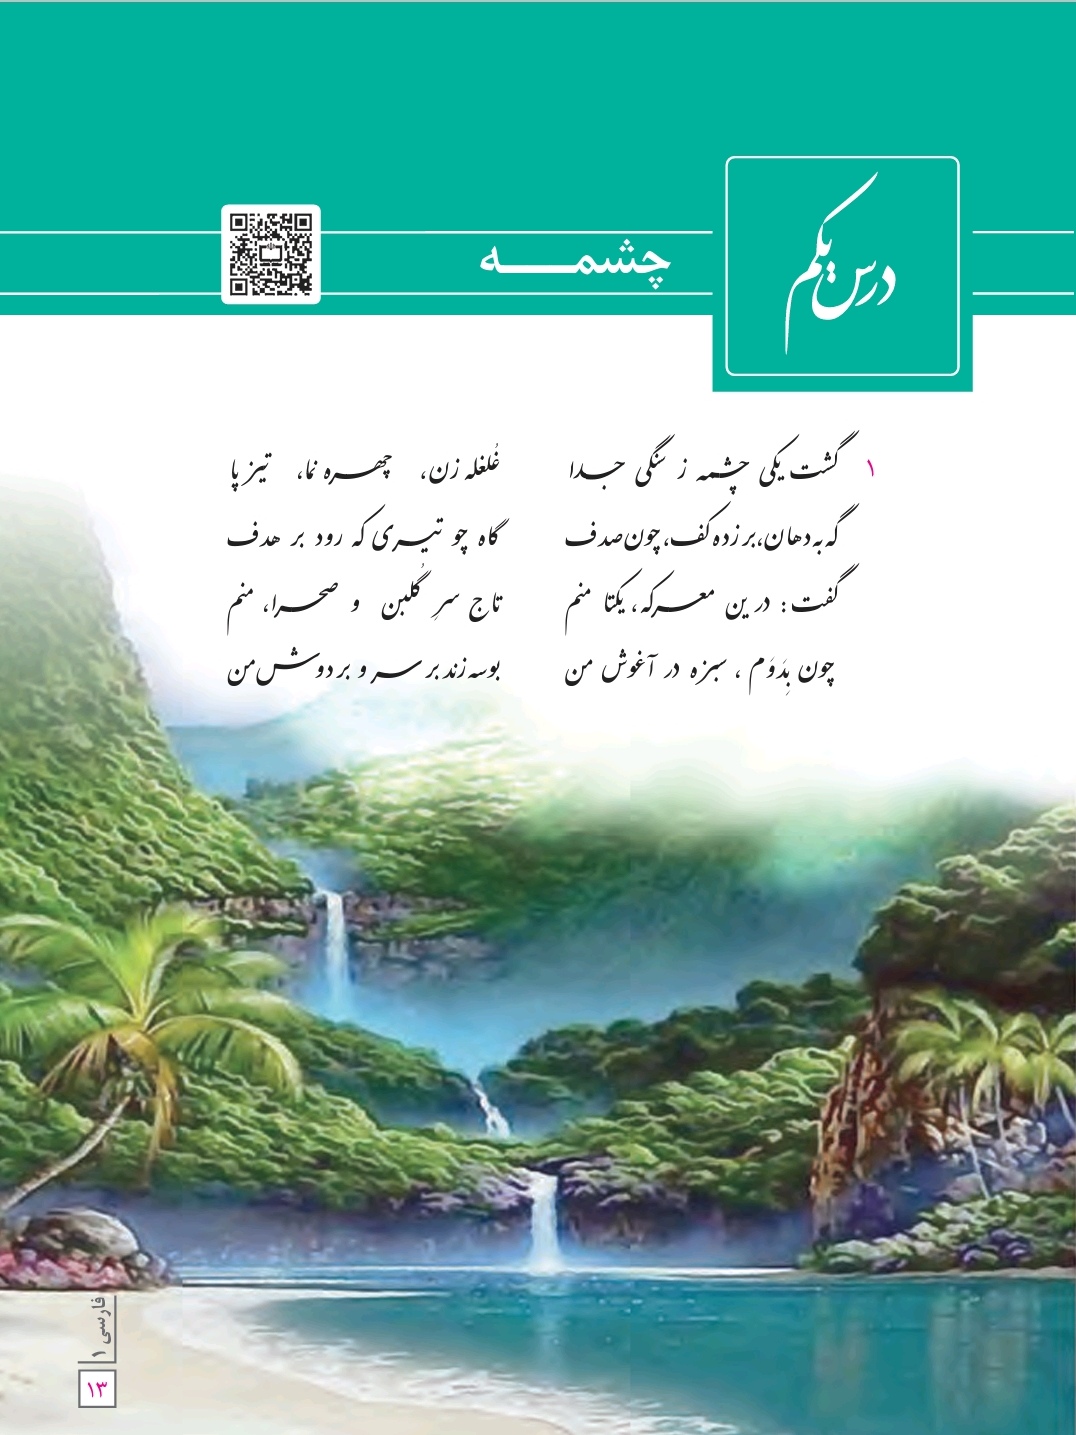 درس یکم
چشمه
۱ گشت یکی چشمه ز سنگی جدا غُلغله زن، چهره نما، تیز پا
گه به دهان، بر زده کف، چون صدف گاه چو تیری که رود بر هدف
گفت: درین معرکه، یکتا منم تاج سرِ گُلبن و صحرا، منم
چون بِدَوَم، سبزه در آغوش من بوسه زند بر سر و بر دوش من
فارسی ۱
۱۳